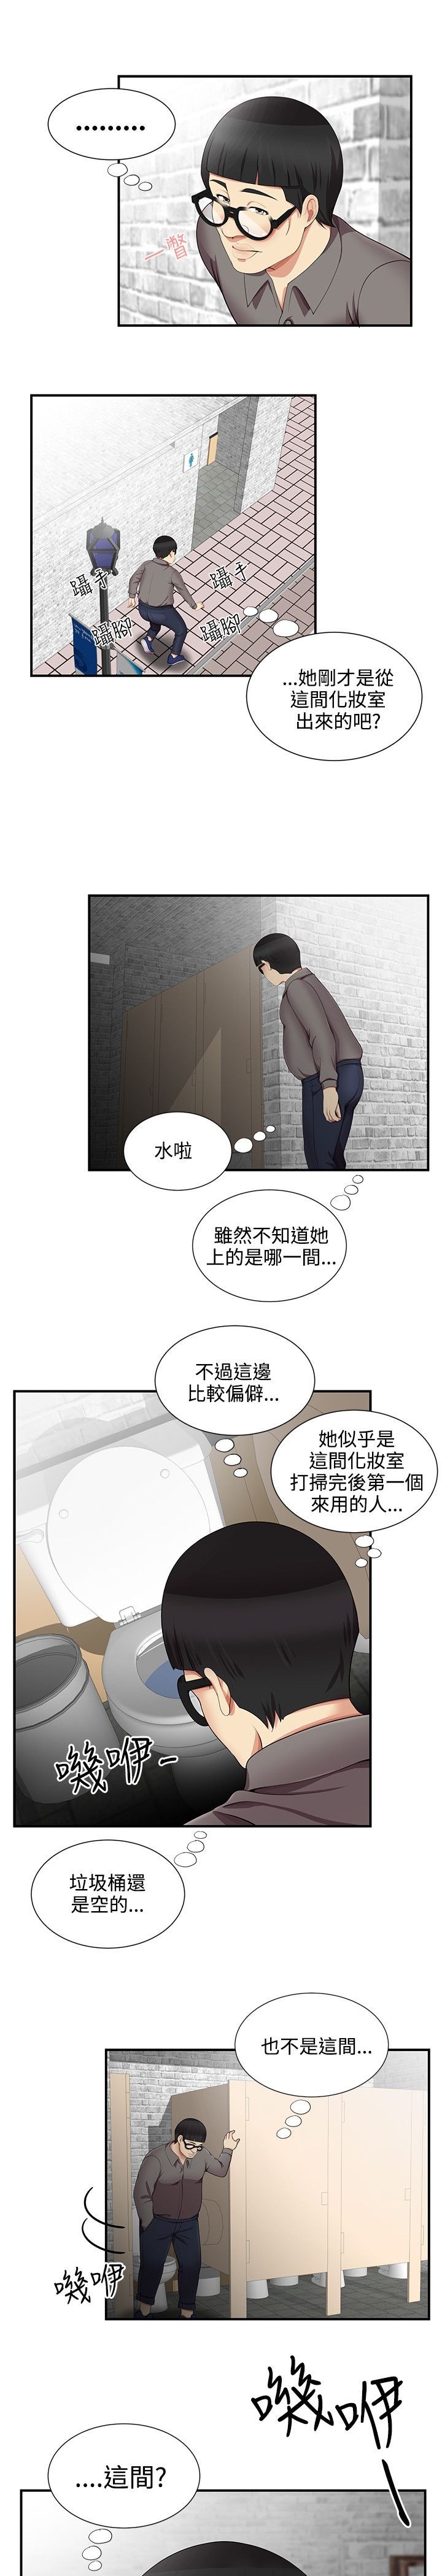 .........
一瞥
躡手
躡腳
躡手
躡腳
...她剛才是從
這間化妝室
出來的吧?
水啦
雖然不知道她
上的是哪一間...
不過這邊
比較偏僻...
她似乎是
這間化妝室
打掃完後第一個
來用的人...
嘰咿-
垃圾桶還
是空的...
也不是這間...
嘰咿
嘰咿
....這間?